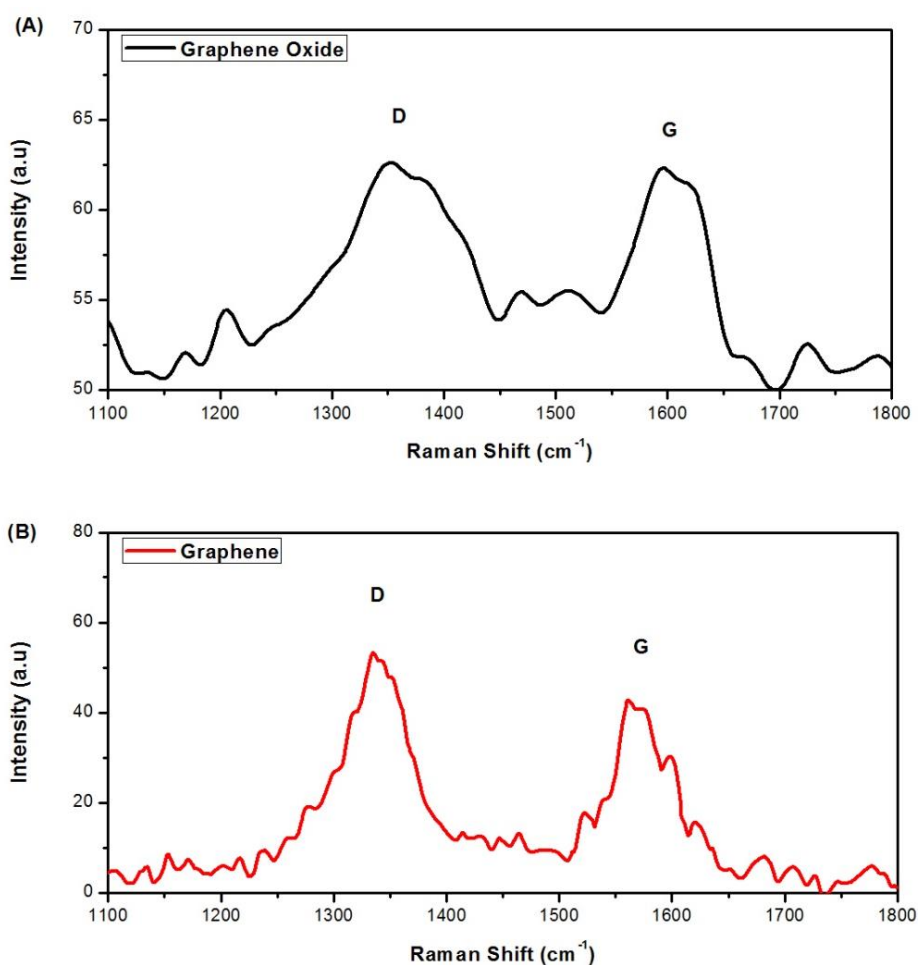 (A)
Graphene Oxide
D
G
Intensity (a.u)
70
65
60
55
50
1100
1200
1300
1400
1500
1600
1700
1800
Raman Shift (cm⁻¹)
(B)
Graphene
D
G
Intensity (a.u)
80
60
40
20
0
1100
1200
1300
1400
1500
1600
1700
1800
Raman Shift (cm⁻¹)